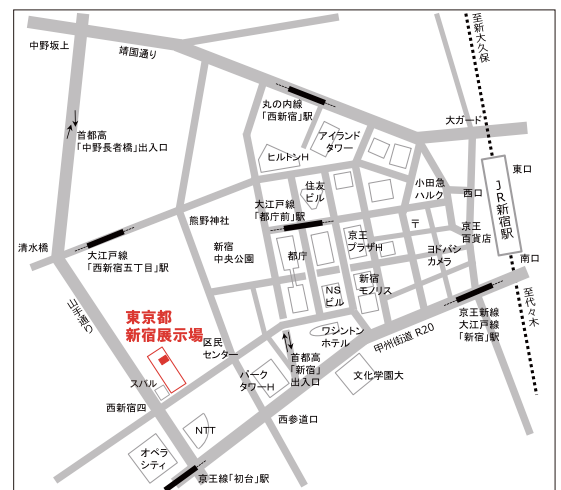 中野坂上
靖国通り
至新大久保
丸の内線
「西新宿」駅
大ガード
首都高
「中野長者橋」出入口
アイランド
タワー
ヒルトンH
東口
JR新宿駅
小田急
ハルク
西口
住友
ビル
大江戸線
「都庁前」駅
熊野神社
〒
京王
百貨店
京王
プラザH
新宿
中央公園
都庁
ヨドバシ
カメラ
清水橋
大江戸線
「西新宿五丁目」駅
南口
新宿
モノリス
NS
ビル
至代々木
山手通り
東京都
新宿展示場
京王新線
大江戸線
「新宿」駅
ワシントン
ホテル
甲州街道 R20
区民
センター
首都高
「新宿」
出入口
パーク
タワーH
文化学園大
スバル
西新宿四
西参道口
NTT
オペラ
シティ
京王線「初台」駅